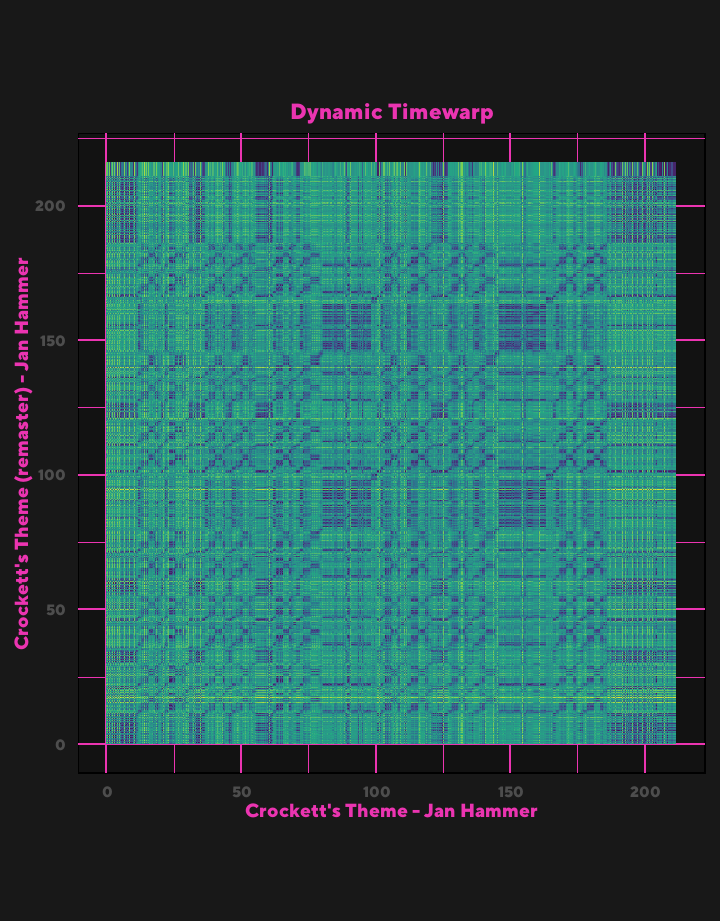 Dynamic Timewarp
Crockett's Theme (remaster) - Jan Hammer
200
150
100
50
0
0 50 100 150 200
Crockett's Theme - Jan Hammer